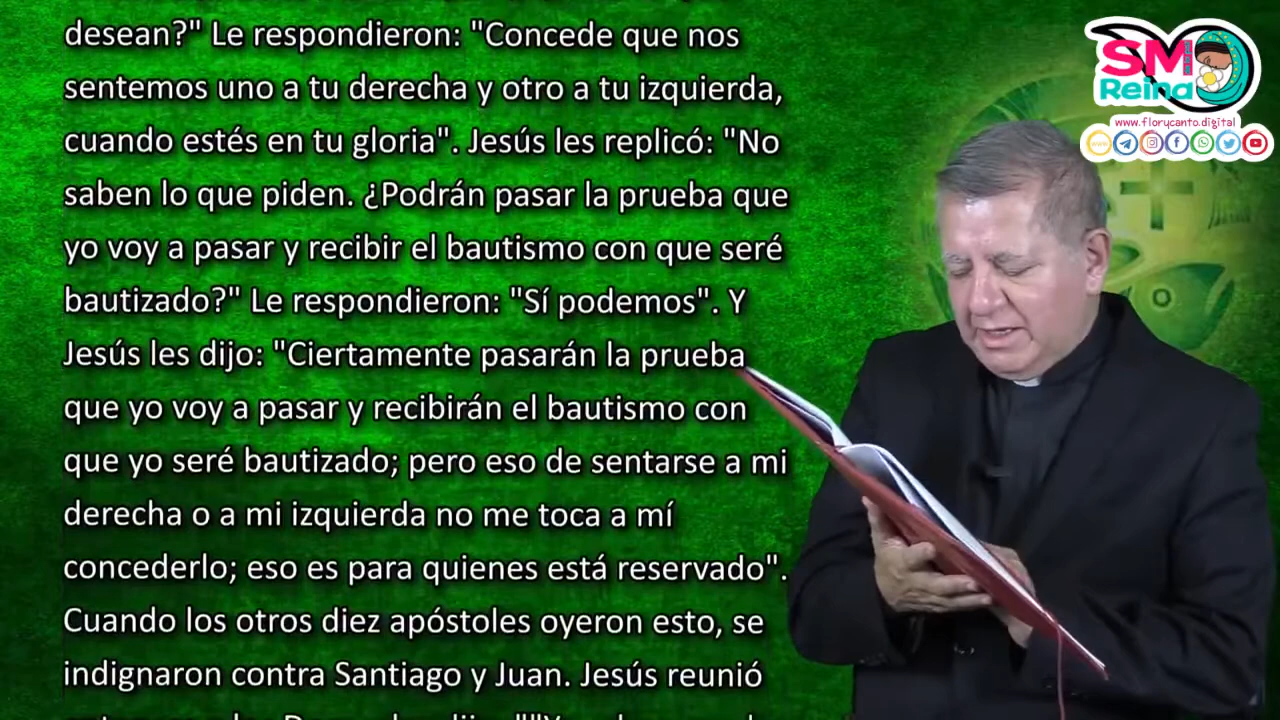 desean?" Le respondieron: "Concede que nos
sentemos uno a tu derecha y otro a tu izquierda,
cuando estés en tu gloria". Jesús les replicó: "No
saben lo que piden. ¿Podrán pasar la prueba que
yo voy a pasar y recibir el bautismo con que seré
bautizado?" Le respondieron: "Sí podemos". Y
Jesús les dijo: "Ciertamente pasarán la prueba
que yo voy a pasar y recibirán el bautismo con
que yo seré bautizado; pero eso de sentarse a mi
derecha o a mi izquierda no me toca a mí
concederlo; eso es para quienes está reservado".
Cuando los otros diez apóstoles oyeron esto, se
indignaron contra Santiago y Juan. Jesús reunió
SM
Reina
www.florycanto.digital